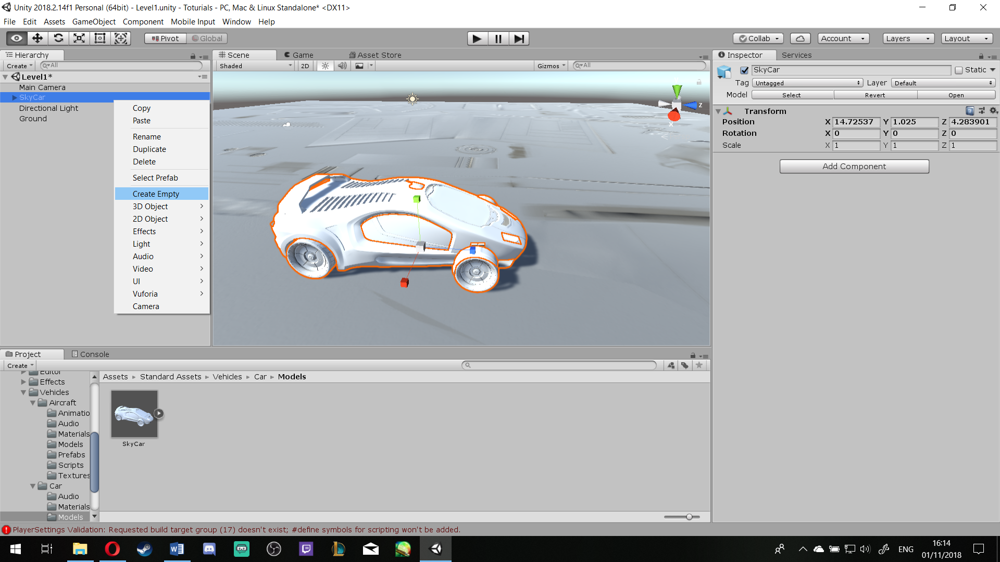 Unity 2018.2.14f1 Personal (64bit) - Level1.unity - Toturials - PC, Mac & Linux Standalone* <DX11>
File Edit Assets GameObject Component Mobile Input Window Help
Pivot Global Collab Account Layers Layout
Hierarchy
Create All
Level1*
Main Camera
SkyCar
Directional Light
Ground
Copy
Paste
Rename
Duplicate
Delete
Select Prefab
Create Empty
3D Object
2D Object
Effects
Light
Audio
Video
UI
Vuforia
Camera
Scene Game Asset Store
Shaded 2D Gizmos All
z
x
Inspector Services
SkyCar Static
Tag Untagged Layer Default
Model Select Revert Open
Transform
Position X 14.72537 Y 1.025 Z 4.283901
Rotation X 0 Y 0 Z 0
Scale X 1 Y 1 Z 1
Add Component
Project Console
Create
Editor
Effects
Vehicles
Aircraft
Animatio
Audio
Materials
Models
Prefabs
Scripts
Textures
Car
Audio
Materials
Models
Assets Standard Assets Vehicles Car Models
SkyCar
PlayerSettings Validation: Requested build target group (17) doesn't exist; #define symbols for scripting won't be added.
ENG
16:14
01/11/2018